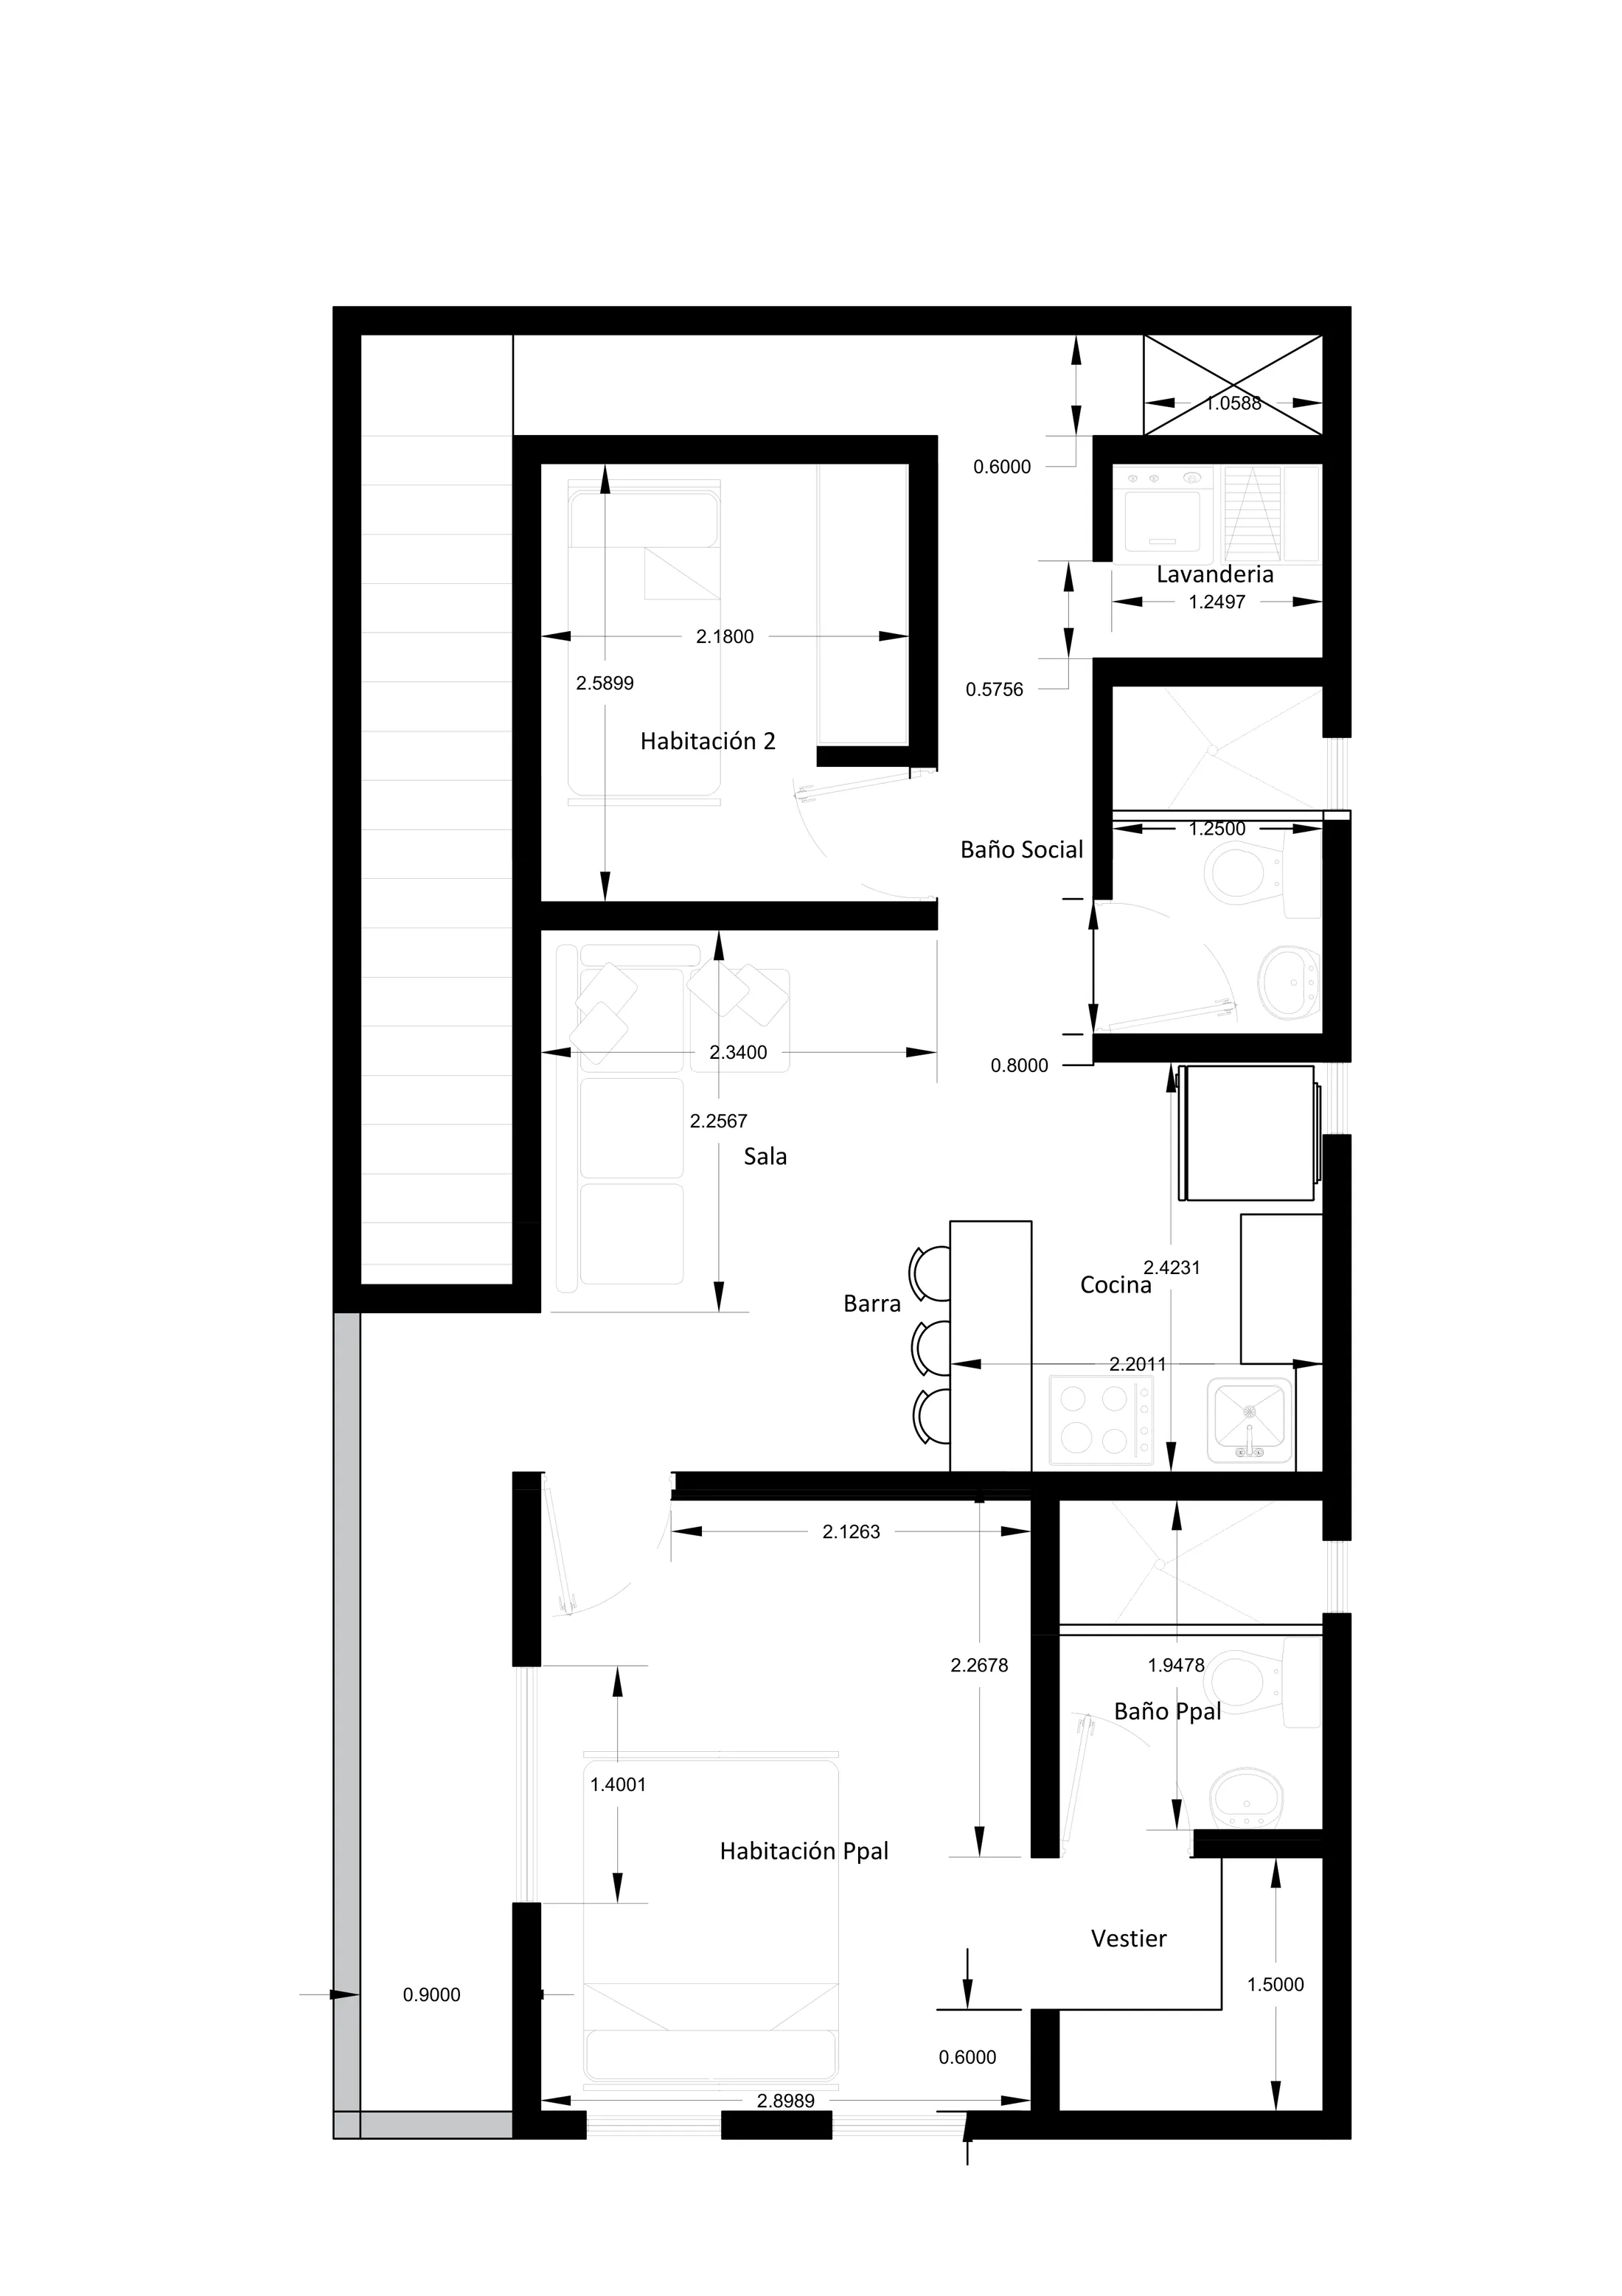 1.0588
0.6000
Lavanderia
1.2497
2.1800
2.5899
0.5756
Habitación 2
1.2500
Baño Social
2.3400
0.8000
2.2567
Sala
2.4231
Cocina
Barra
2.2011
2.1263
2.2678
1.9478
Baño Ppal
1.4001
Habitación Ppal
Vestier
1.5000
0.9000
0.6000
2.8989